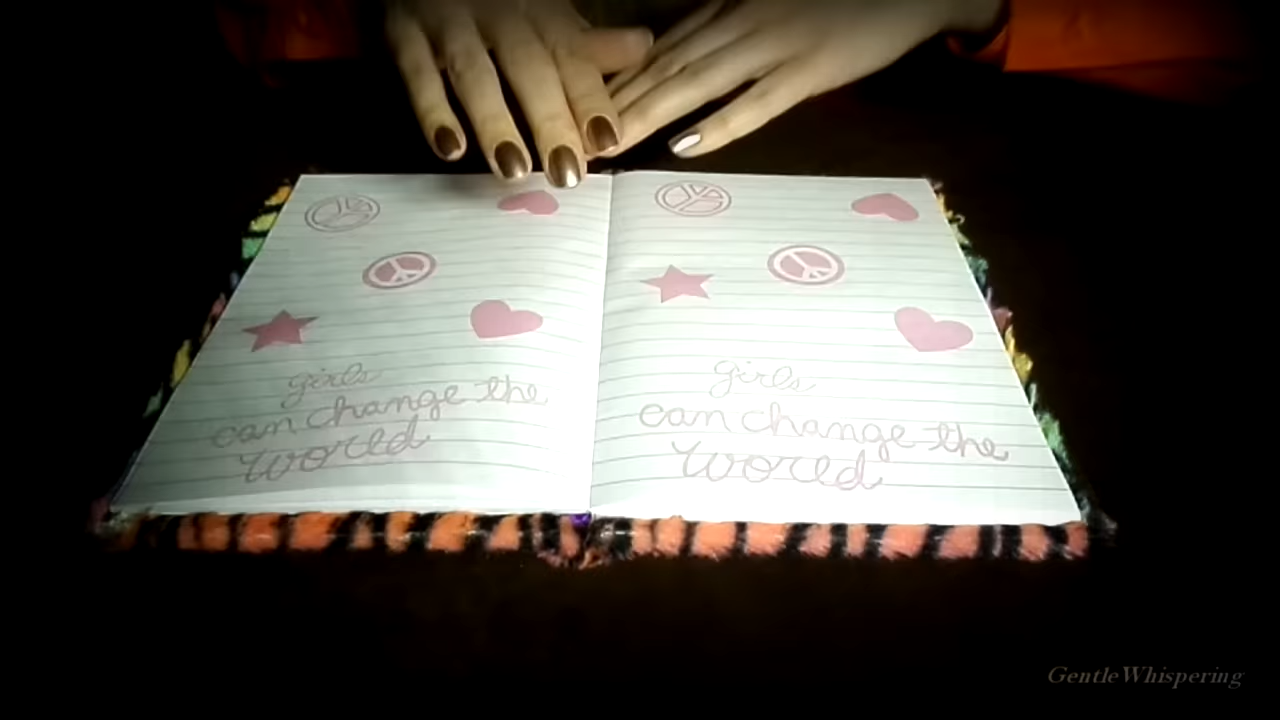 girls
can change the
world
girls
can change the
world
GentleWhispering